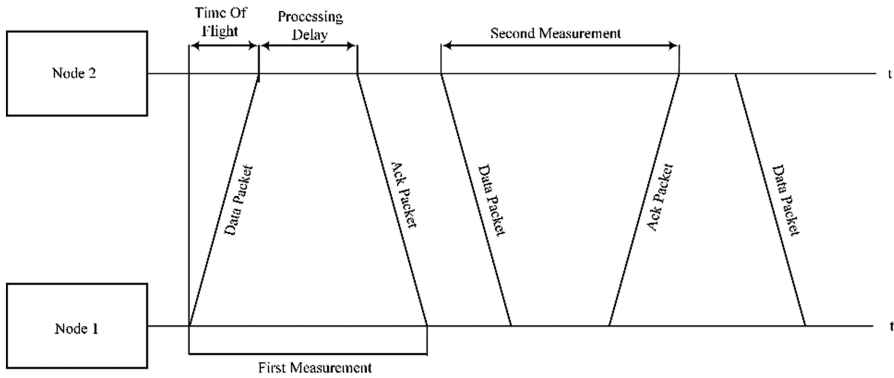 Time Of
Flight
Processing
Delay
Second Measurement
Node 2
t
Data Packet
Ack Packet
Data Packet
Ack Packet
Data Packet
Node 1
t
First Measurement